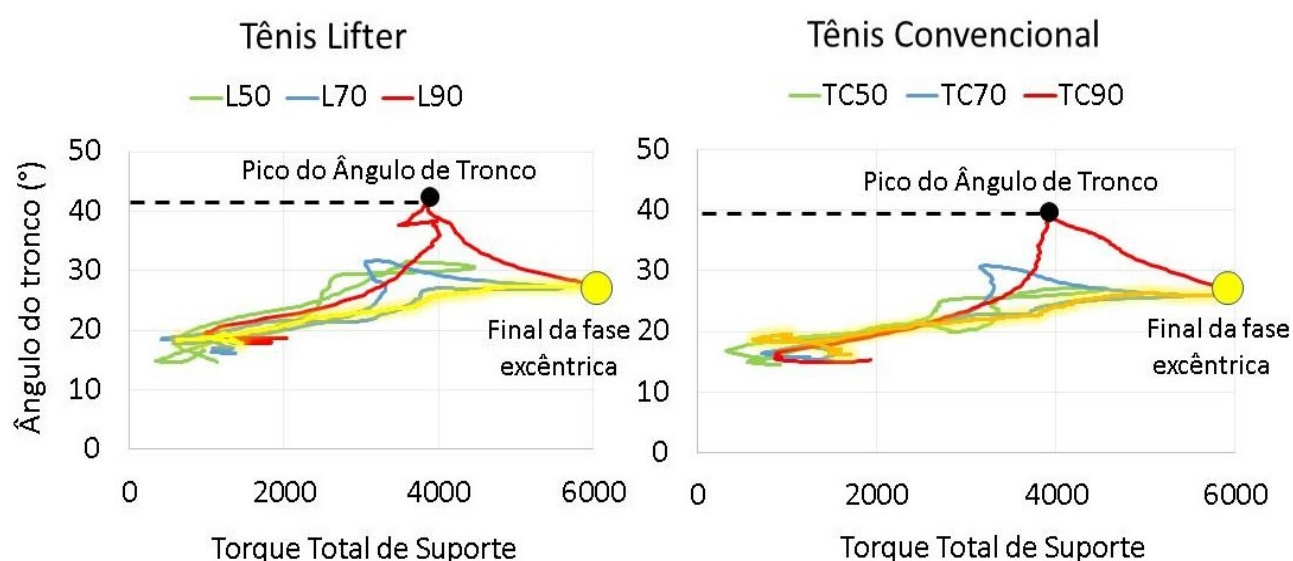 Tênis Lifter
L50 L70 L90
Ângulo do tronco (°)
50
40
30
20
10
0
Pico do Ângulo de Tronco
Final da fase
excêntrica
0 2000 4000 6000
Torque Total de Suporte
Tênis Convencional
TC50 TC70 TC90
50
40
30
20
10
0
Pico do Ângulo de Tronco
Final da fase
excêntrica
0 2000 4000 6000
Torque Total de Suporte